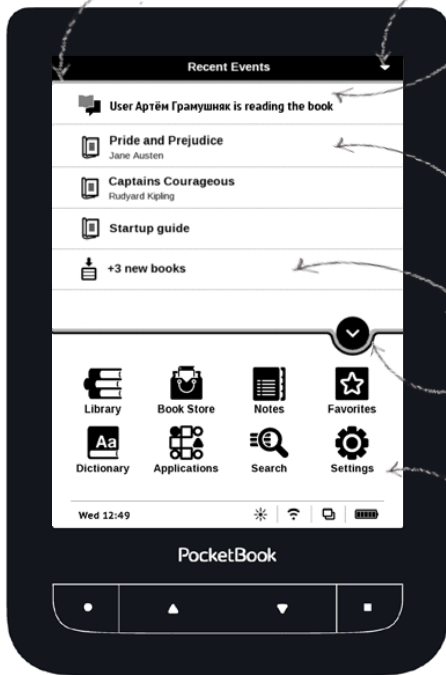 Recent Events
User Артём Грамушняк is reading the book
Pride and Prejudice
Jane Austen
Captains Courageous
Rudyard Kipling
Startup guide
+3 new books
Library Book Store Notes Favorites
Aa
Dictionary Applications Search Settings
Wed 12:49
PocketBook